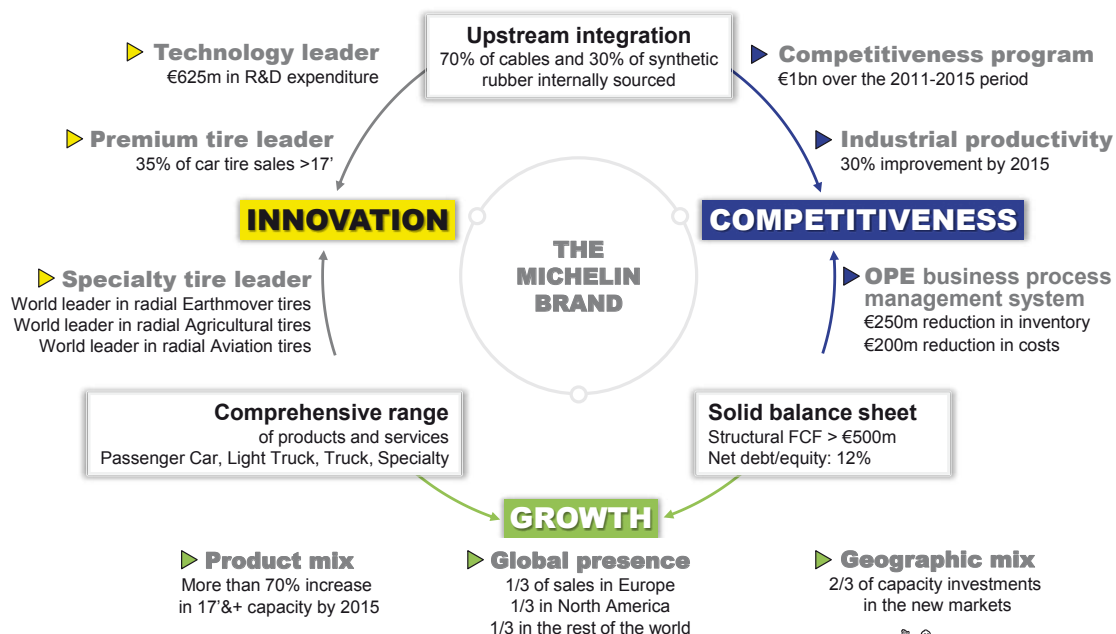 Upstream integration
70% of cables and 30% of synthetic
rubber internally sourced
Technology leader
€625m in R&D expenditure
Premium tire leader
35% of car tire sales >17’
INNOVATION
Specialty tire leader
World leader in radial Earthmover tires
World leader in radial Agricultural tires
World leader in radial Aviation tires
Competitiveness program
€1bn over the 2011-2015 period
Industrial productivity
30% improvement by 2015
COMPETITIVENESS
OPE business process
management system
€250m reduction in inventory
€200m reduction in costs
THE
MICHELIN
BRAND
Comprehensive range
of products and services
Passenger Car, Light Truck, Truck, Specialty
Solid balance sheet
Structural FCF > €500m
Net debt/equity: 12%
GROWTH
Product mix
More than 70% increase
in 17’&+ capacity by 2015
Global presence
1/3 of sales in Europe
1/3 in North America
1/3 in the rest of the world
Geographic mix
2/3 of capacity investments
in the new markets